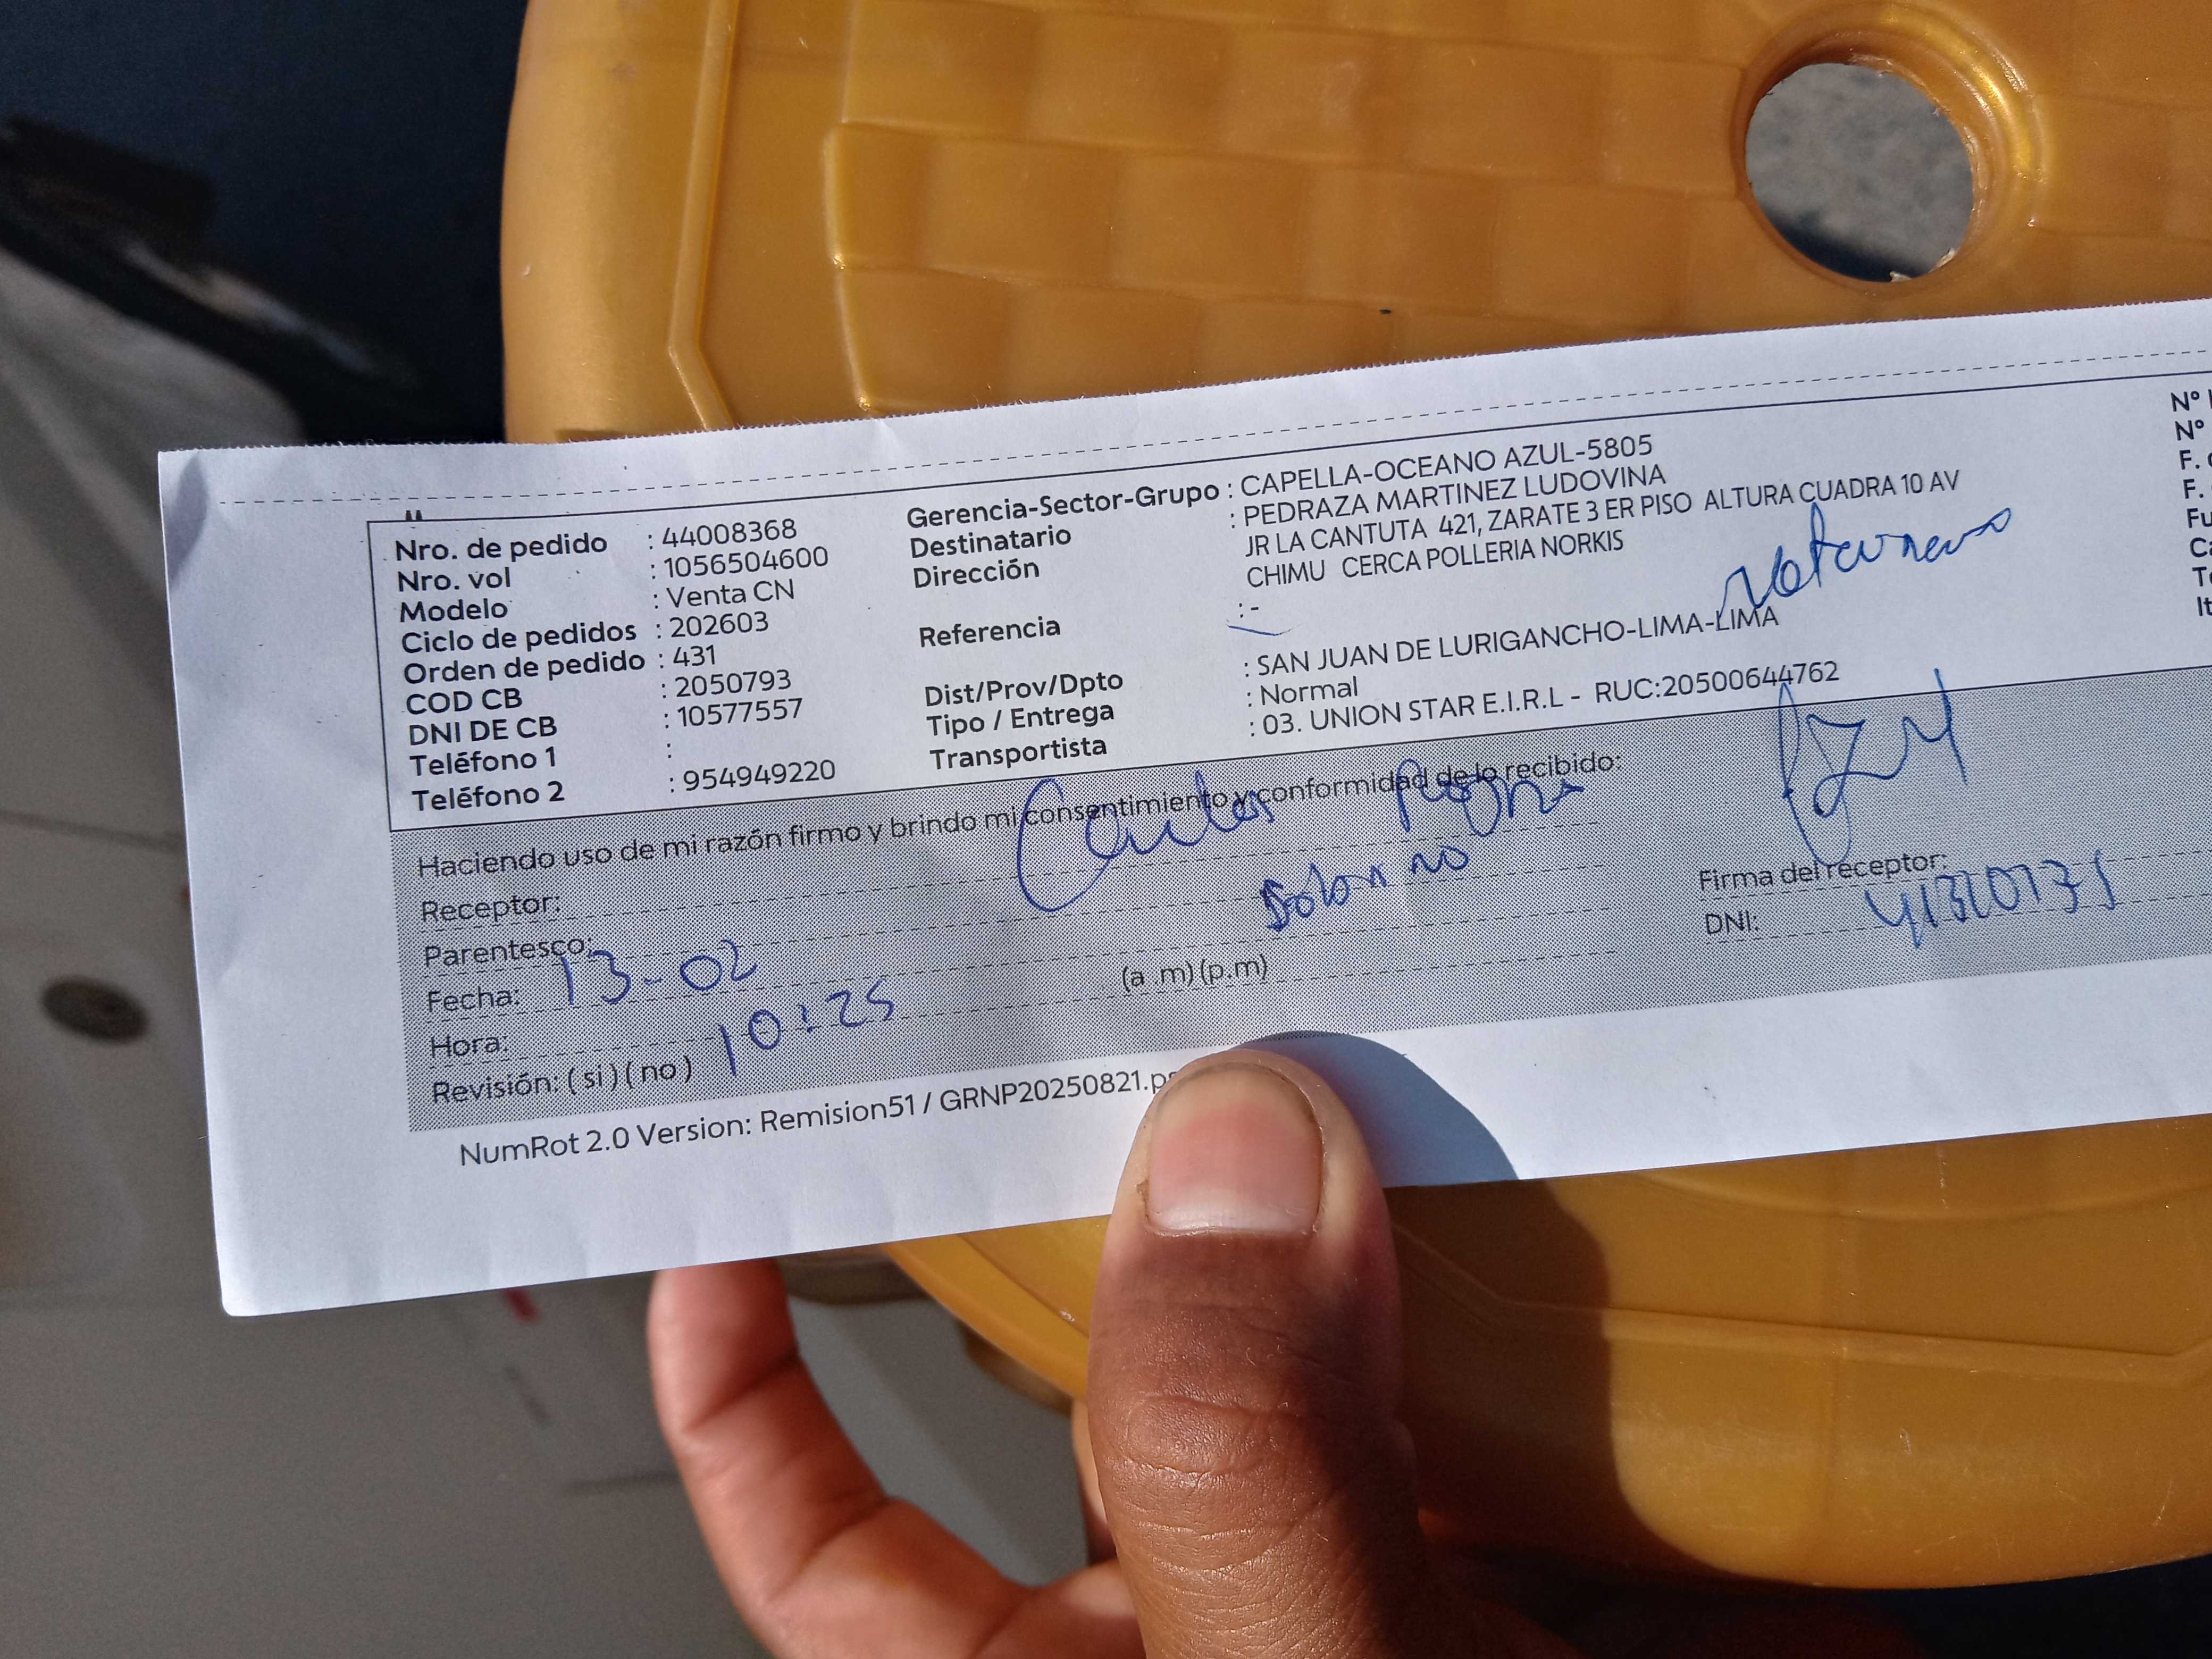 Nro. de pedido : 44008368
Nro. vol : 1056504600
Modelo : Venta CN
Ciclo de pedidos : 202603
Orden de pedido : 431
COD CB : 2050793
DNI DE CB : 10577557
Teléfono 1 :
Teléfono 2 : 954949220
Gerencia-Sector-Grupo : CAPELLA-OCEANO AZUL-5805
Destinatario : PEDRAZA MARTINEZ LUDOVINA
Dirección JR LA CANTUTA 421, ZARATE 3 ER PISO ALTURA CUADRA 10 AV
CHIMU CERCA POLLERIA NORKIS
Referencia : -
Dist/Prov/Dpto : SAN JUAN DE LURIGANCHO-LIMA-LIMA
Tipo / Entrega : Normal
Transportista : 03. UNION STAR E.I.R.L - RUC:20500644762
Nº
Nº
F.
F.
Haciendo uso de mi razón firmo y brindo mi consentimiento y conformidad de lo recibido:
Receptor: Carlos
Parentesco:
Fecha: 13-02
Hora: 10:25 (a .m) (p.m)
Revisión: ( si ) ( no )
Firma del receptor:
DNI:
NumRot 2.0 Version: Remision51 / GRNP20250821.